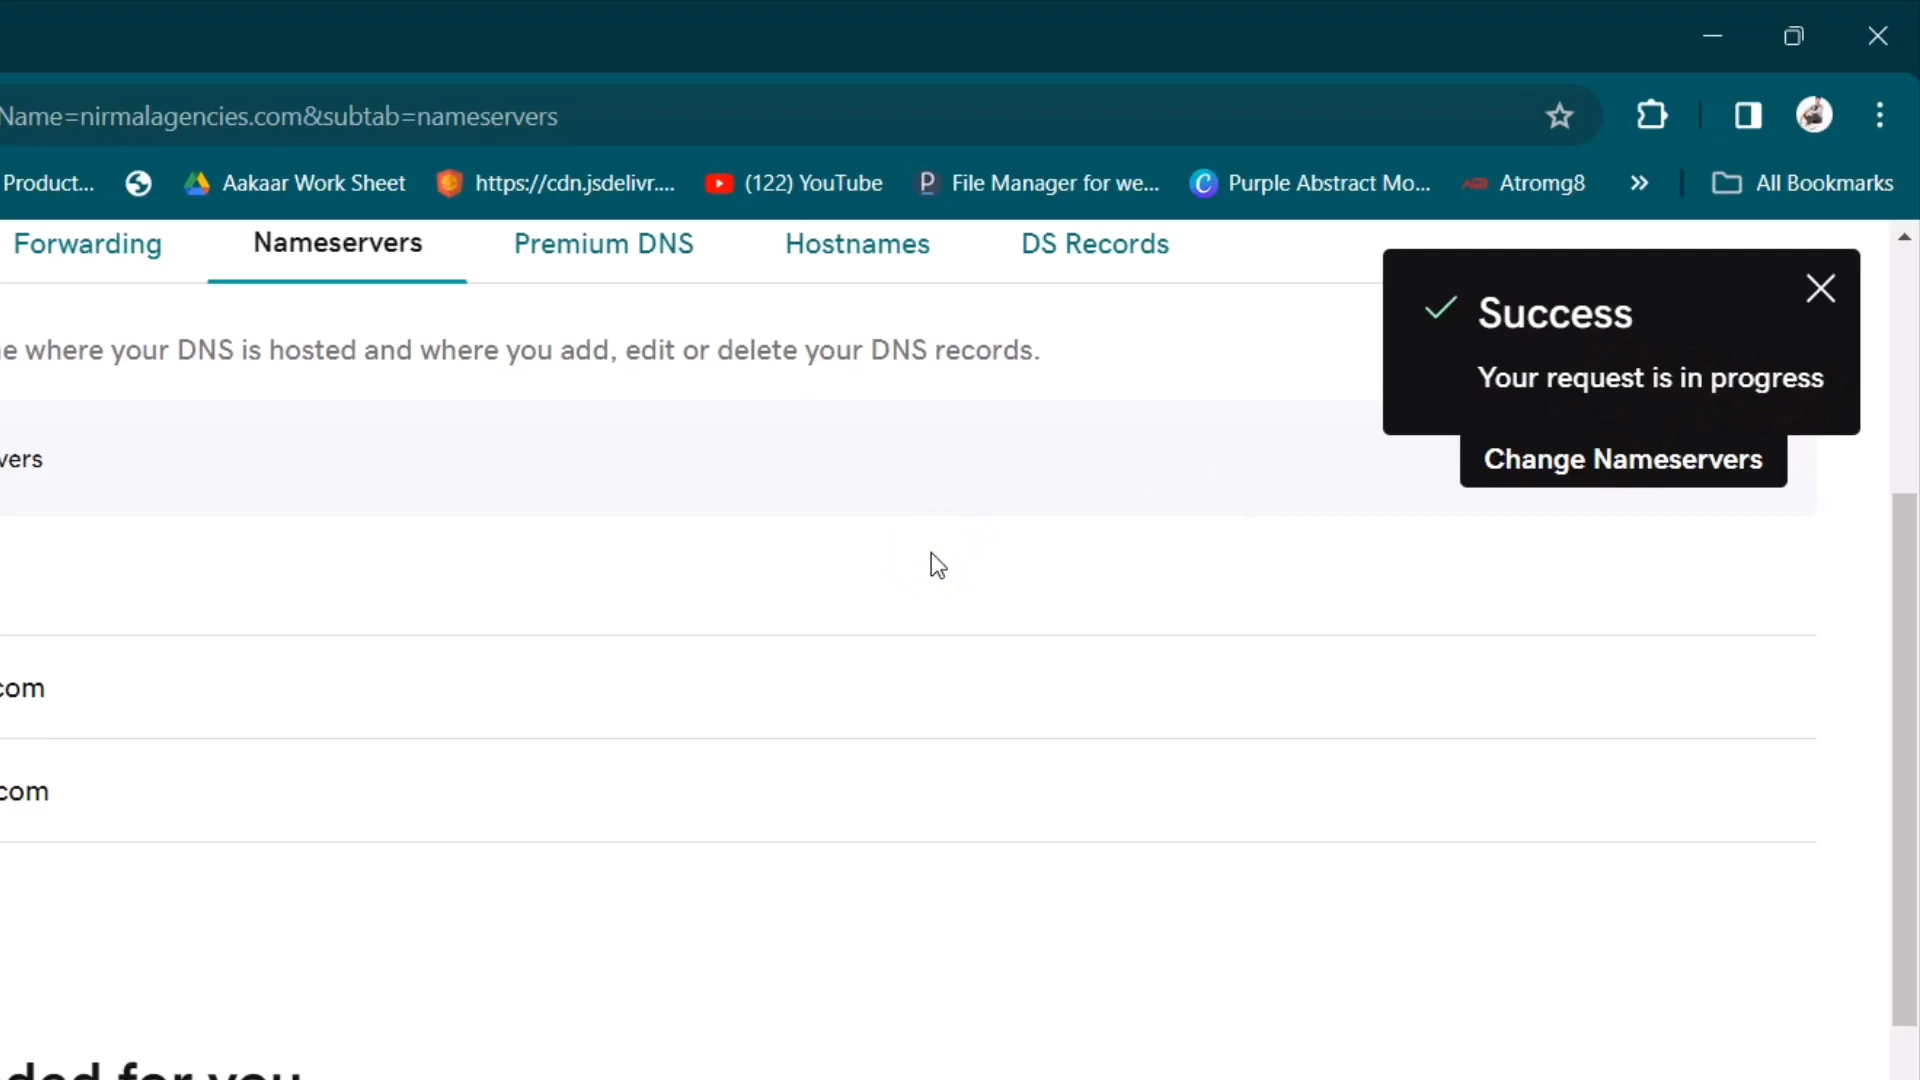 Name=nirmalagencies.com&subtab=nameservers
Product... Aakaar Work Sheet https://cdn.jsdelivr.... (122) YouTube File Manager for we... Purple Abstract Mo... Atromg8 » All Bookmarks
Forwarding Nameservers Premium DNS Hostnames DS Records
Success
e where your DNS is hosted and where you add, edit or delete your DNS records.
Your request is in progress
vers
Change Nameservers
com
com
ded for you